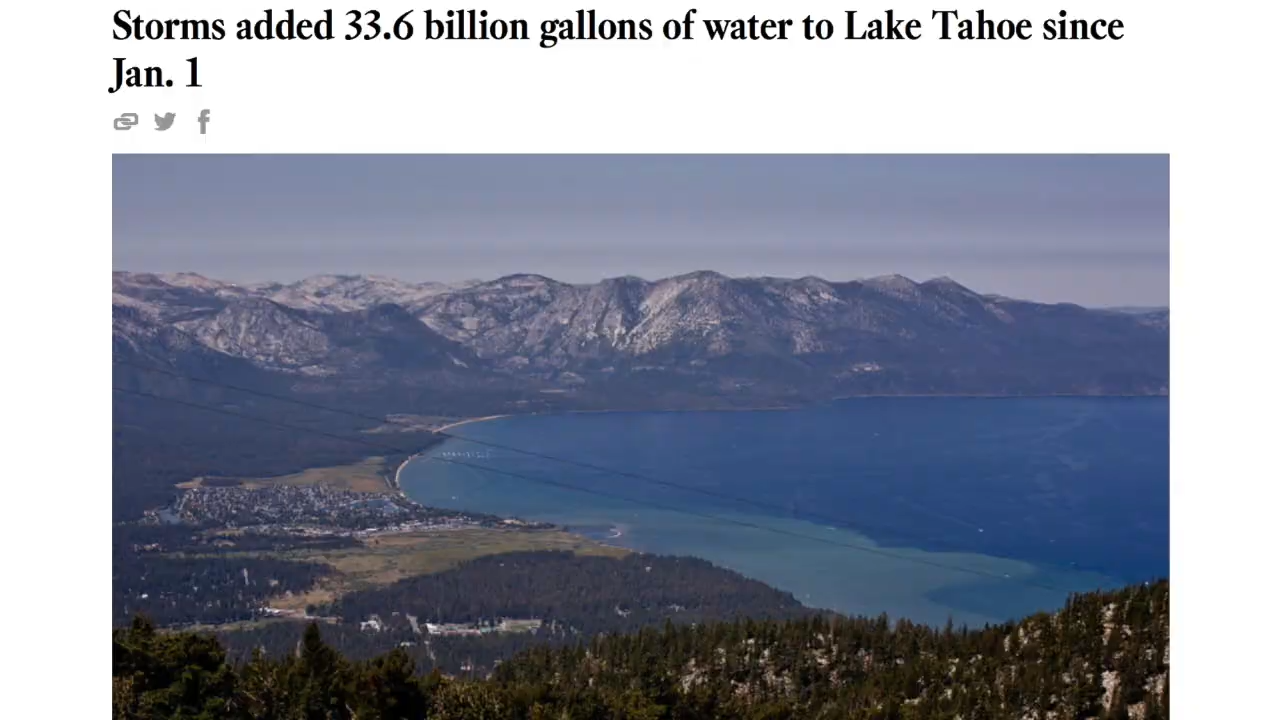 Storms added 33.6 billion gallons of water to Lake Tahoe since
Jan. 1